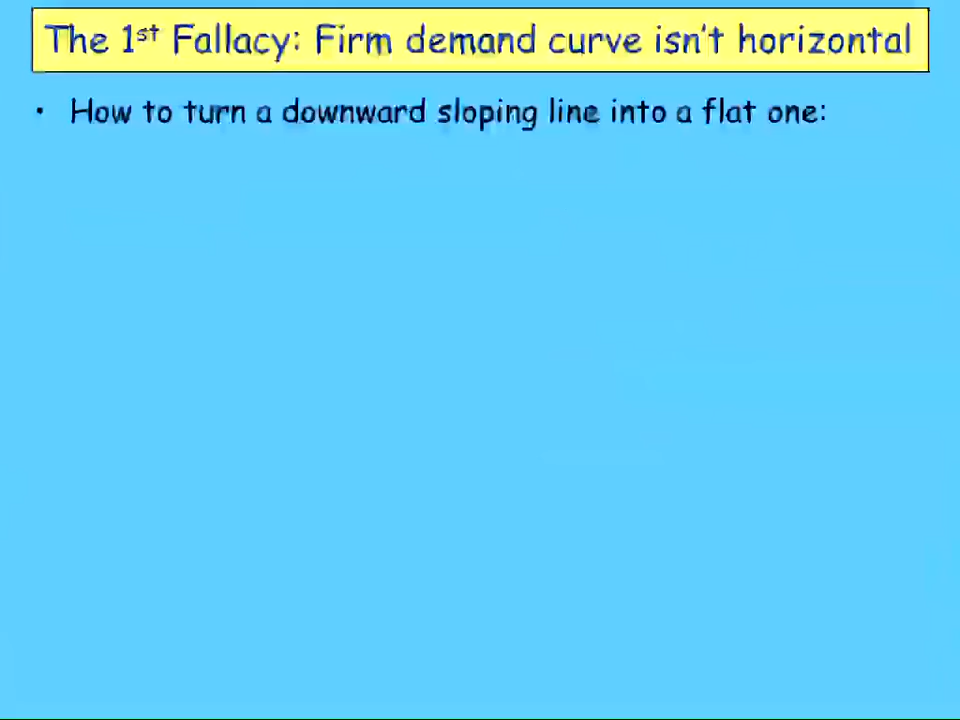 The 1st Fallacy: Firm demand curve isn't horizontal
• How to turn a downward sloping line into a flat one: